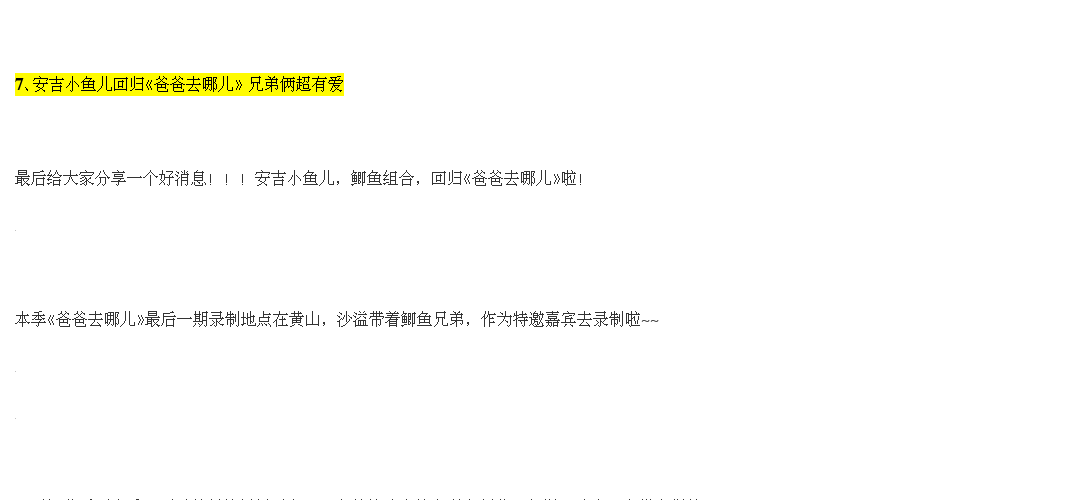 7、安吉小鱼儿回归《爸爸去哪儿》兄弟俩超有爱
最后给大家分享一个好消息！！！安吉小鱼儿，鲫鱼组合，回归《爸爸去哪儿》啦！
本季《爸爸去哪儿》最后一期录制地点在黄山，沙溢带着鲫鱼兄弟，作为特邀嘉宾去录制啦~~